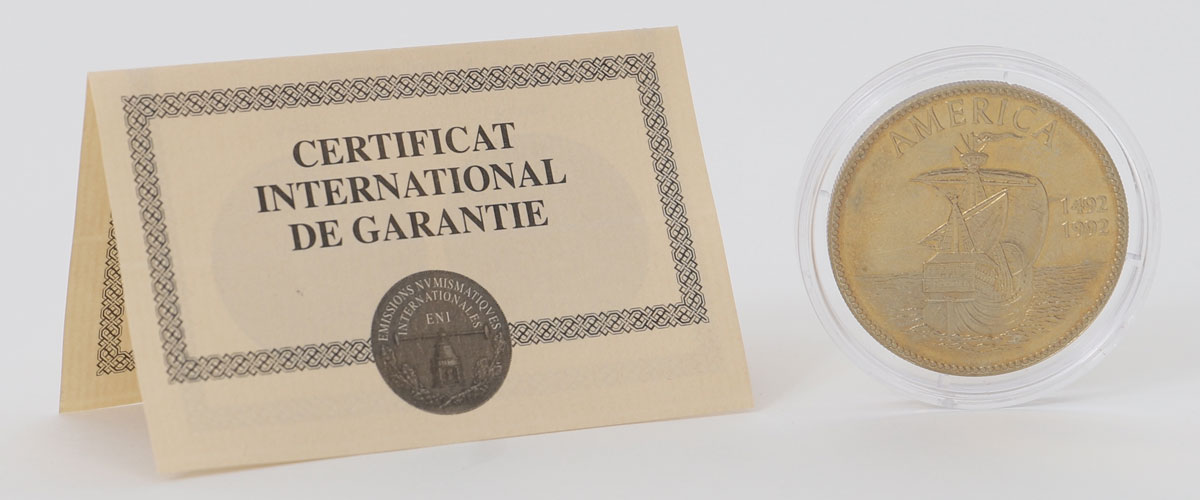 CERTIFICAT
INTERNATIONAL
DE GARANTIE
EMISSIONS NVMISMATIQVES
INTERNATIONALES
ENI
AMERICA
1492
1992